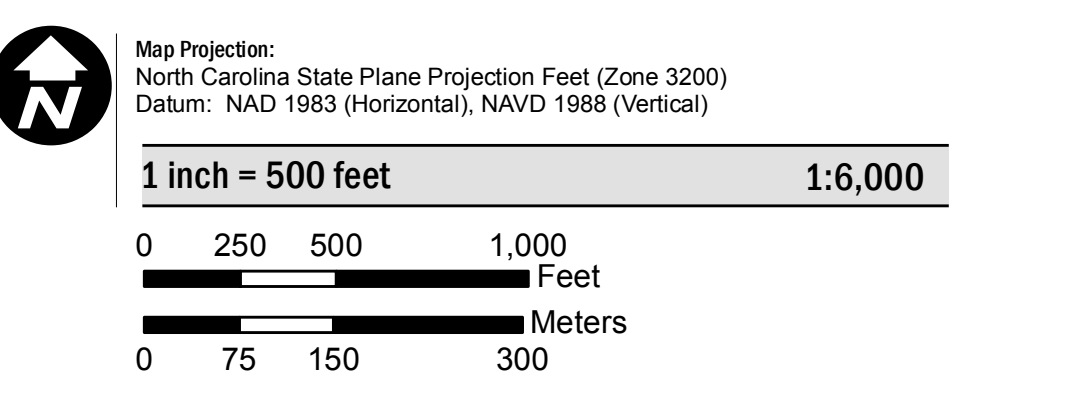 N
Map Projection:
North Carolina State Plane Projection Feet (Zone 3200)
Datum: NAD 1983 (Horizontal), NAVD 1988 (Vertical)
1 inch = 500 feet 1:6,000
0 250 500 1,000
Feet
Meters
0 75 150 300